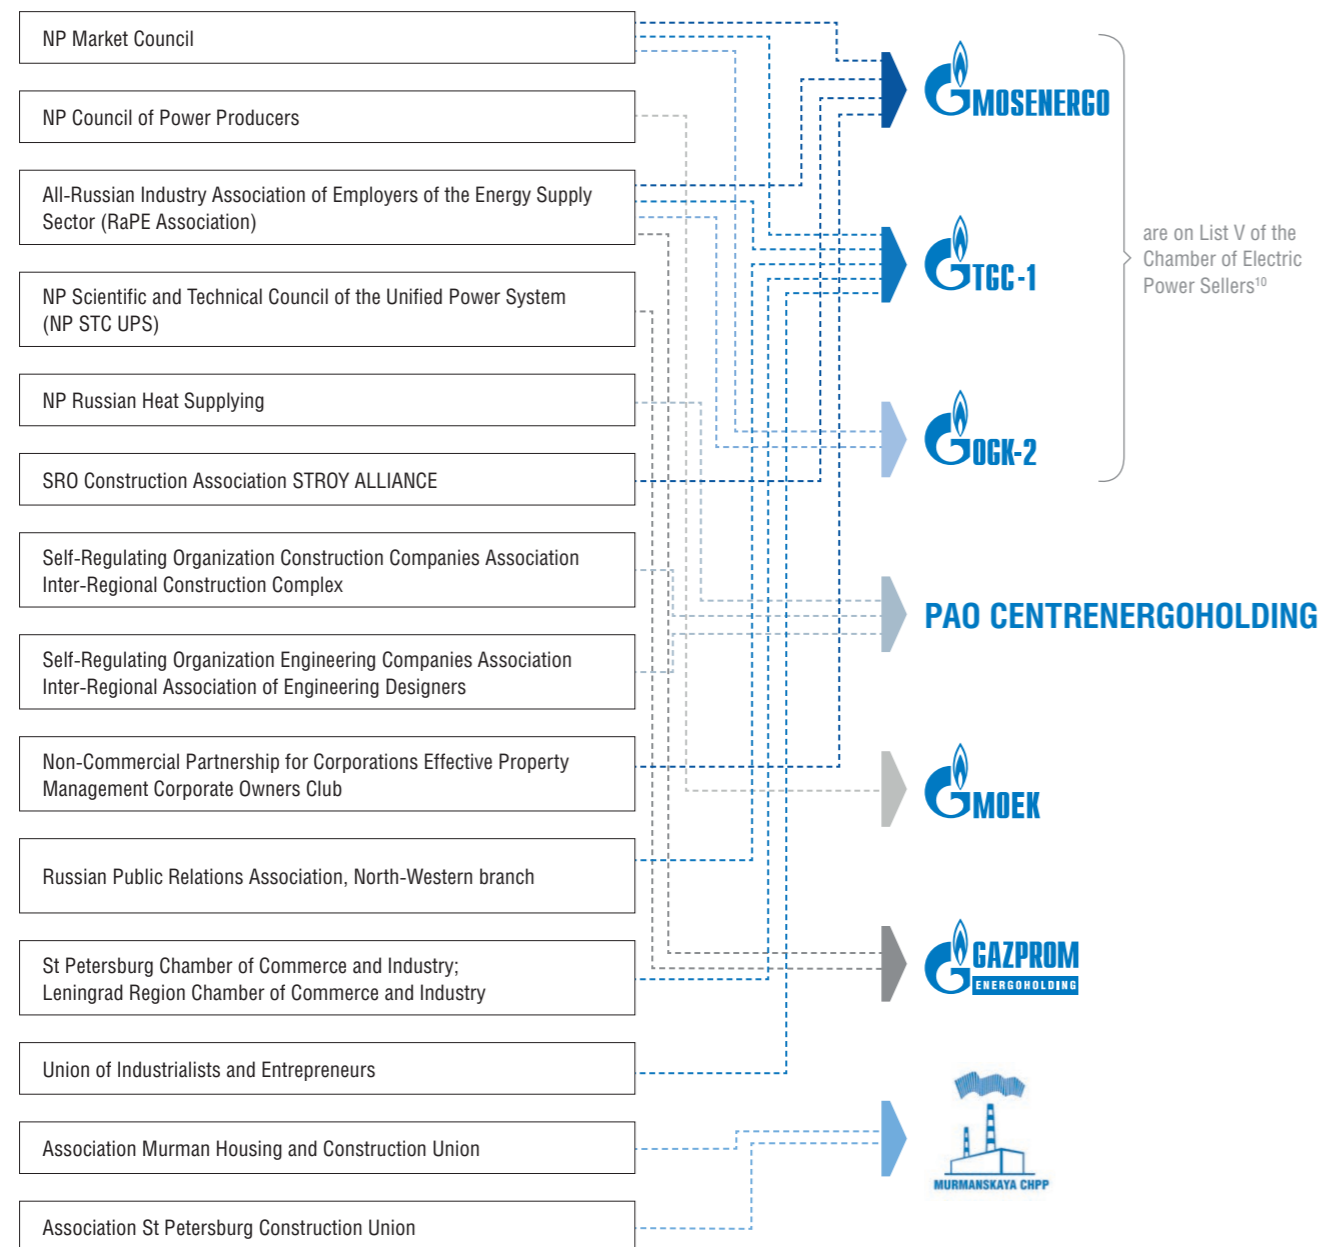 NP Market Council
NP Council of Power Producers
All-Russian Industry Association of Employers of the Energy Supply
Sector (RaPE Association)
NP Scientific and Technical Council of the Unified Power System
(NP STC UPS)
NP Russian Heat Supplying
SRO Construction Association STROY ALLIANCE
Self-Regulating Organization Construction Companies Association
Inter-Regional Construction Complex
Self-Regulating Organization Engineering Companies Association
Inter-Regional Association of Engineering Designers
Non-Commercial Partnership for Corporations Effective Property
Management Corporate Owners Club
Russian Public Relations Association, North-Western branch
St Petersburg Chamber of Commerce and Industry;
Leningrad Region Chamber of Commerce and Industry
Union of Industrialists and Entrepreneurs
Association Murman Housing and Construction Union
Association St Petersburg Construction Union
MOSENERGO
TGC-1
OGK-2
are on List V of the
Chamber of Electric
Power Sellers¹⁰
PAO CENTRENERGOHOLDING
MOEK
GAZPROM
ENERGOHOLDING
MURMANSKAYA CHPP